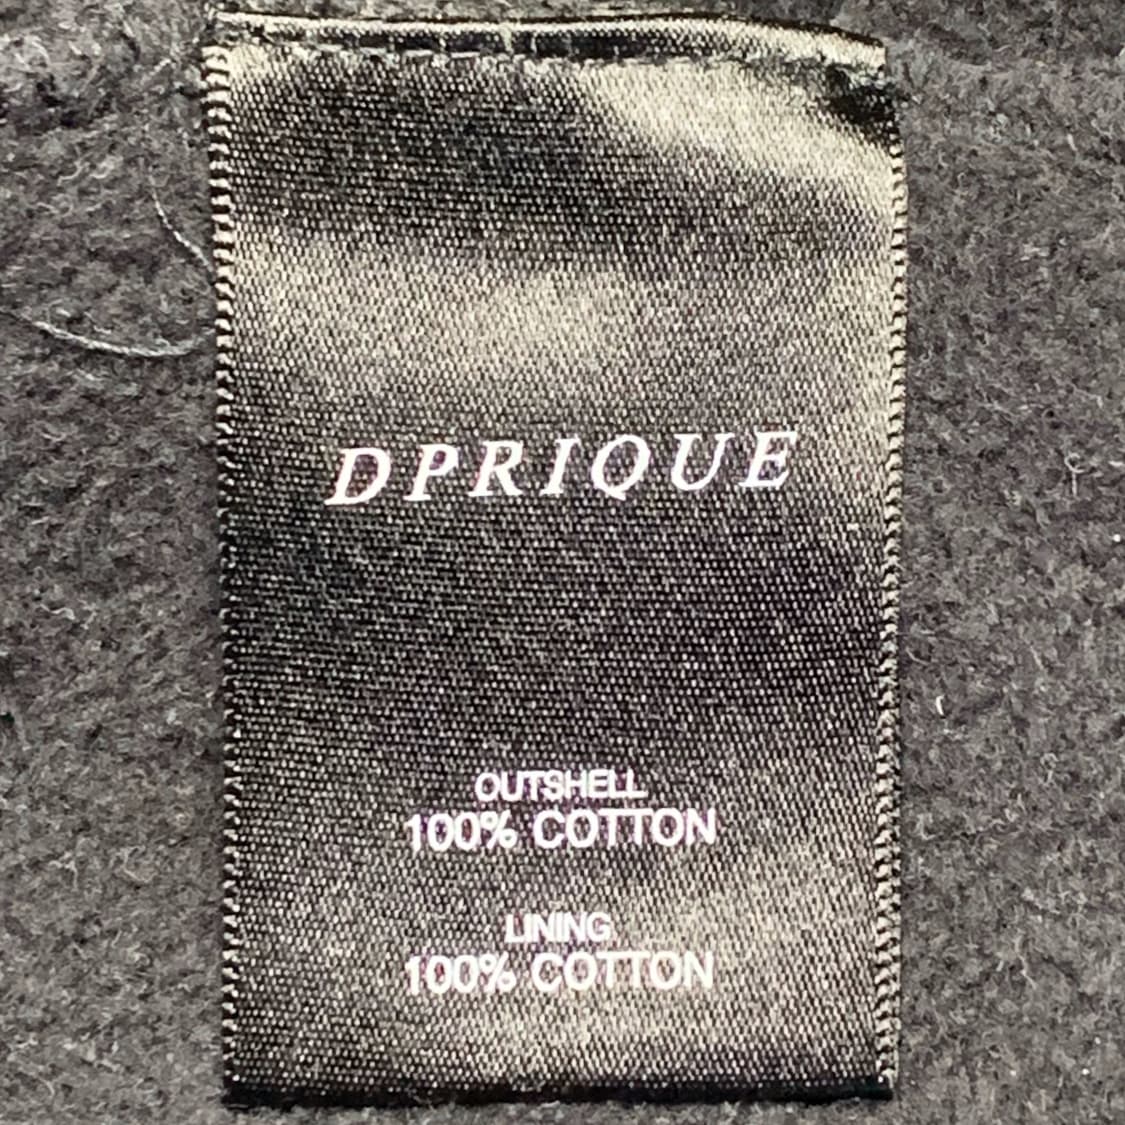 DPRIQUE
OUTSHELL
100% COTTON
LINING
100% COTTON